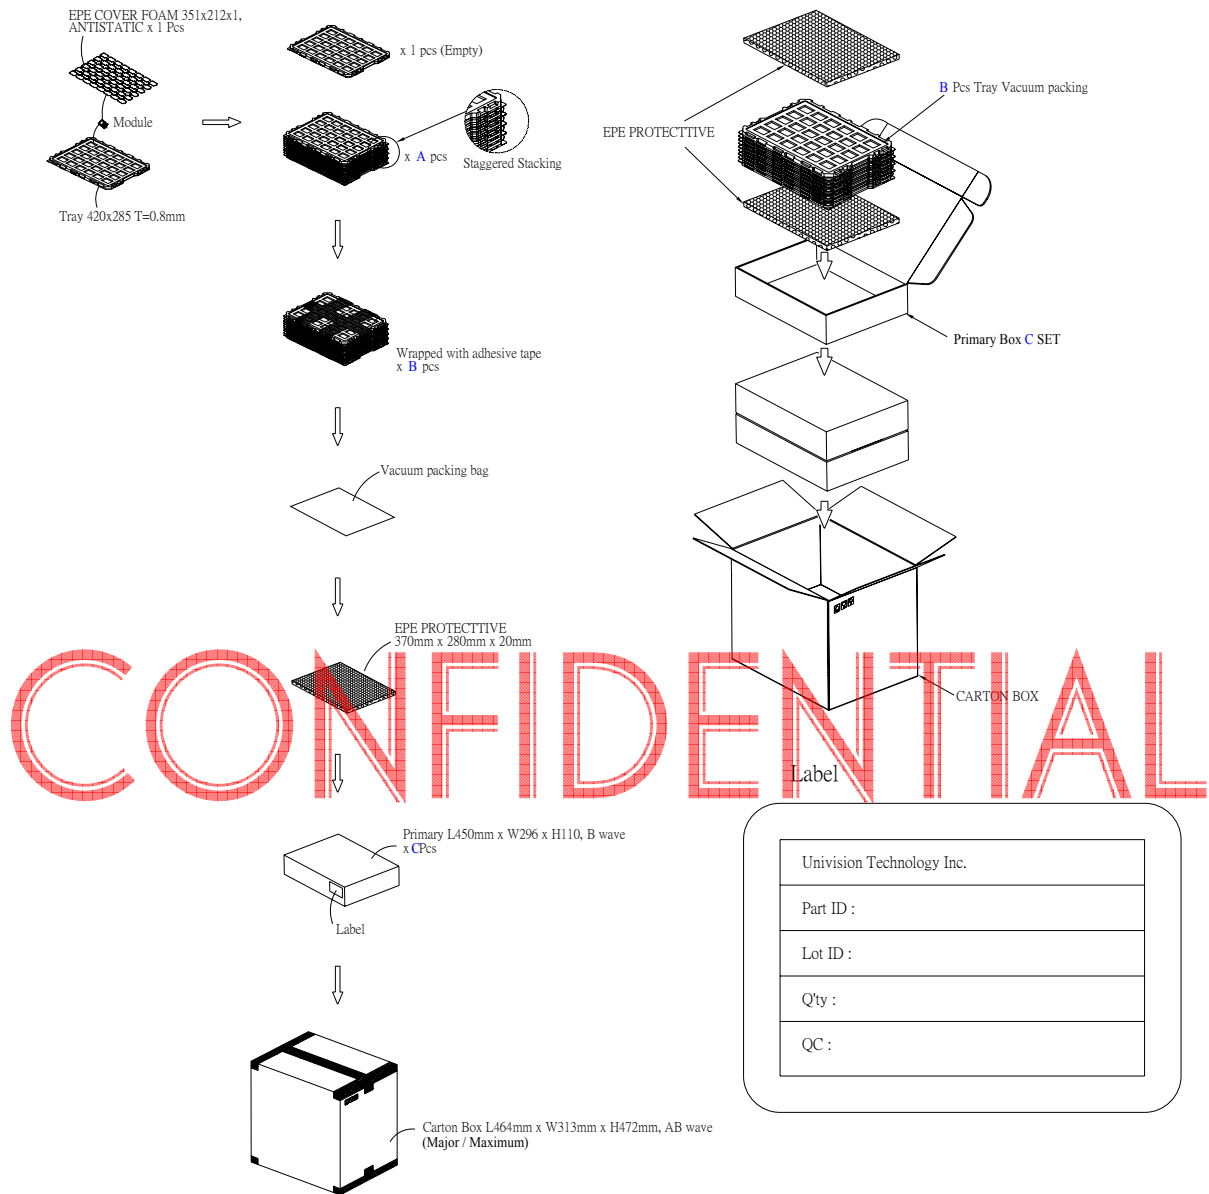 EPE COVER FOAM 351x212x1,
ANTISTATIC x 1 Pcs
Module
Tray 420x285 T=0.8mm
x 1 pcs (Empty)
x A pcs
Staggered Stacking
Wrapped with adhesive tape
x B pcs
Vacuum packing bag
EPE PROTECTTIVE
370mm x 280mm x 20mm
Primary L450mm x W296 x H110, B wave
x CPcs
Label
Carton Box L464mm x W313mm x H472mm, AB wave
(Major / Maximum)
B Pcs Tray Vacuum packing
EPE PROTECTTIVE
Primary Box C SET
CARTON BOX
CONFIDENTIAL
Label
Univision Technology Inc.
Part ID :
Lot ID :
Q'ty :
QC :